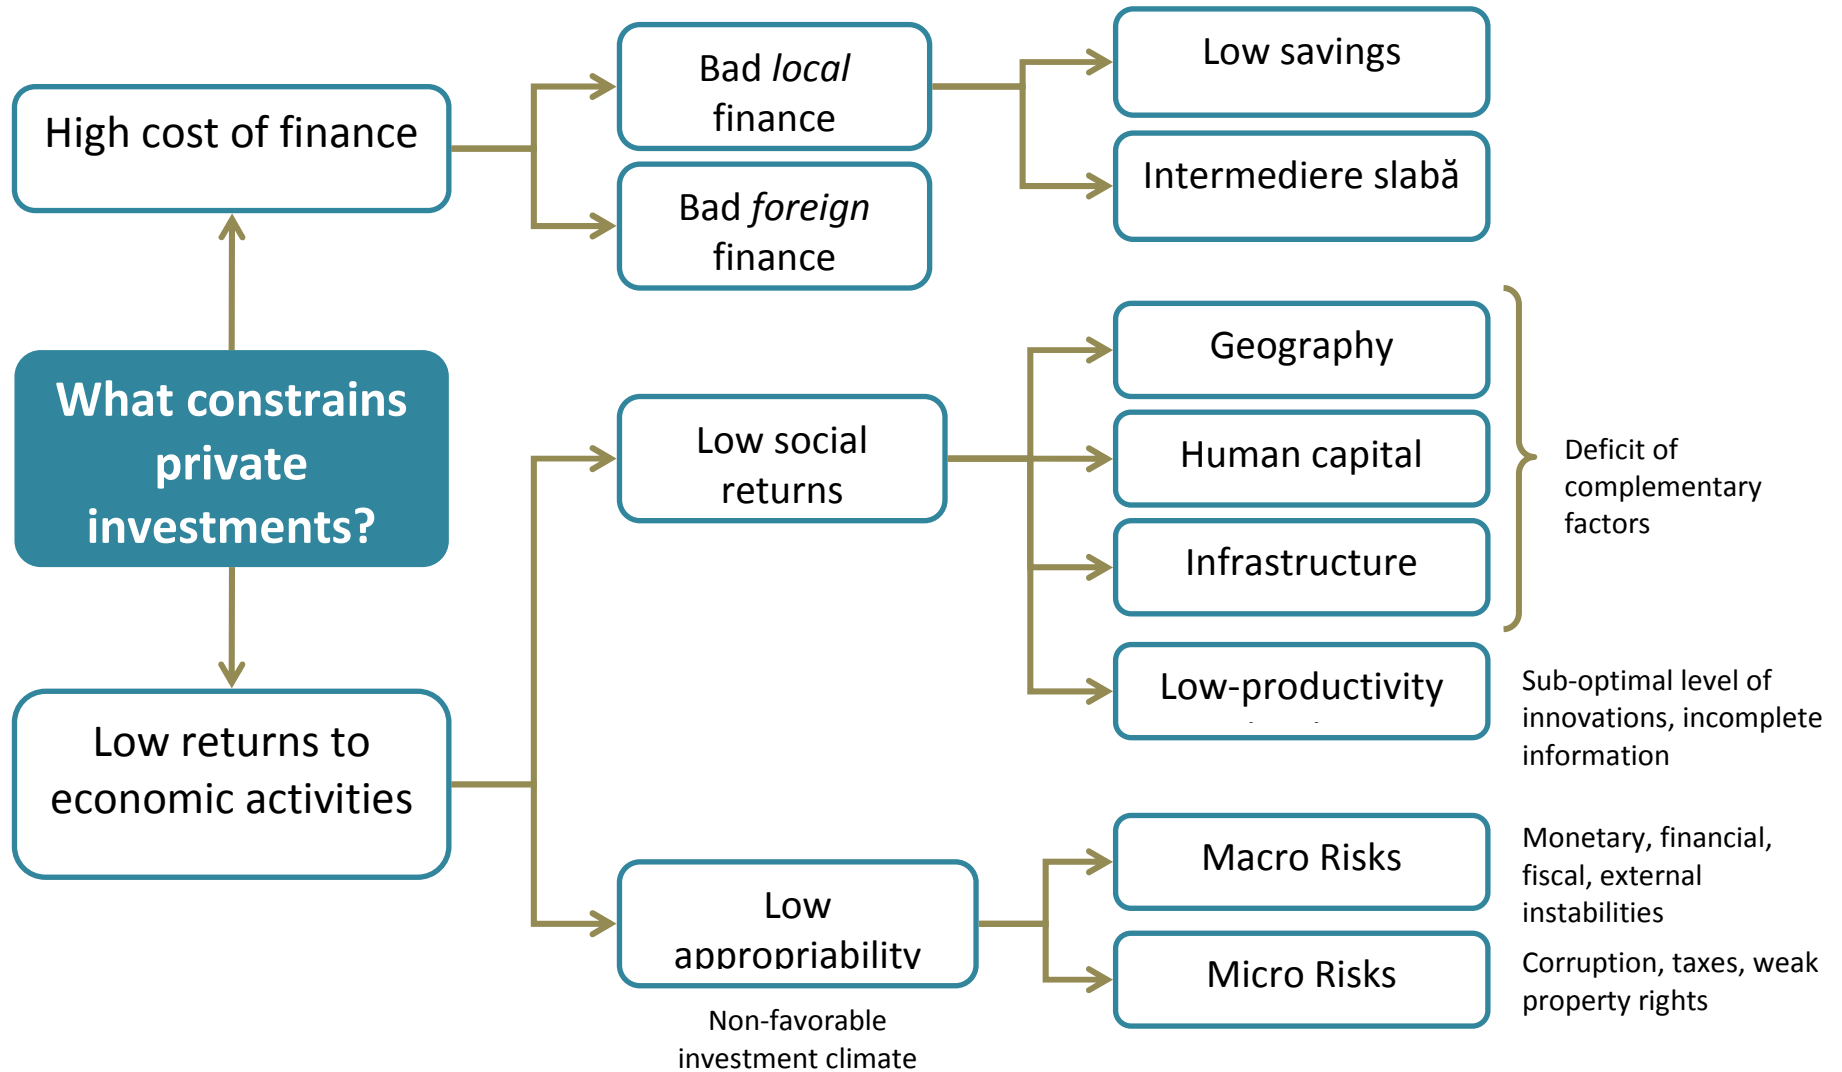 High cost of finance
Bad local
finance
Bad foreign
finance
Low savings
Intermediere slabă
What constrains
private
investments?
Low returns to
economic activities
Low social
returns
Geography
Human capital
Infrastructure
Low-productivity
Deficit of
complementary
factors
Sub-optimal level of
innovations, incomplete
information
Low
appropriability
Non-favorable
investment climate
Macro Risks
Micro Risks
Monetary, financial,
fiscal, external
instabilities
Corruption, taxes, weak
property rights